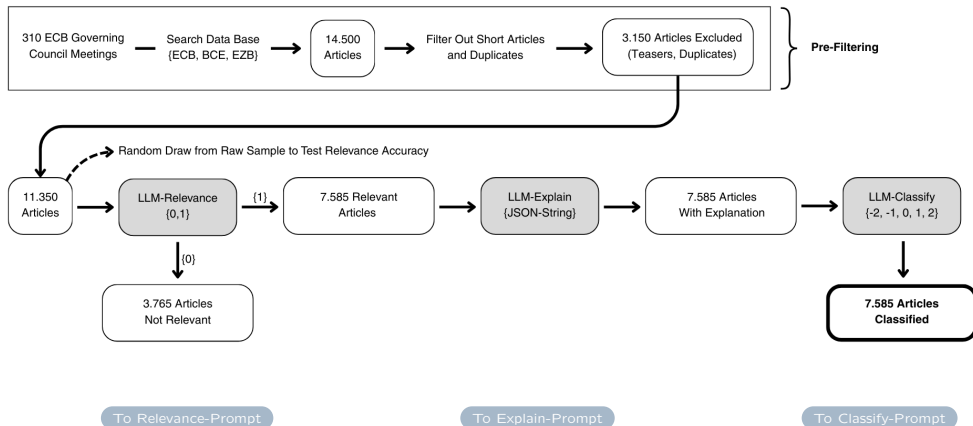 310 ECB Governing
Council Meetings
Search Data Base
{ECB, BCE, EZB}
14.500
Articles
Filter Out Short Articles
and Duplicates
3.150 Articles Excluded
(Teasers, Duplicates)
Pre-Filtering
Random Draw from Raw Sample to Test Relevance Accuracy
11.350
Articles
LLM-Relevance
{0,1}
{1}
7.585 Relevant
Articles
LLM-Explain
{JSON-String}
7.585 Articles
With Explanation
LLM-Classify
{-2, -1, 0, 1, 2}
{0}
3.765 Articles
Not Relevant
7.585 Articles
Classified
To Relevance-Prompt
To Explain-Prompt
To Classify-Prompt